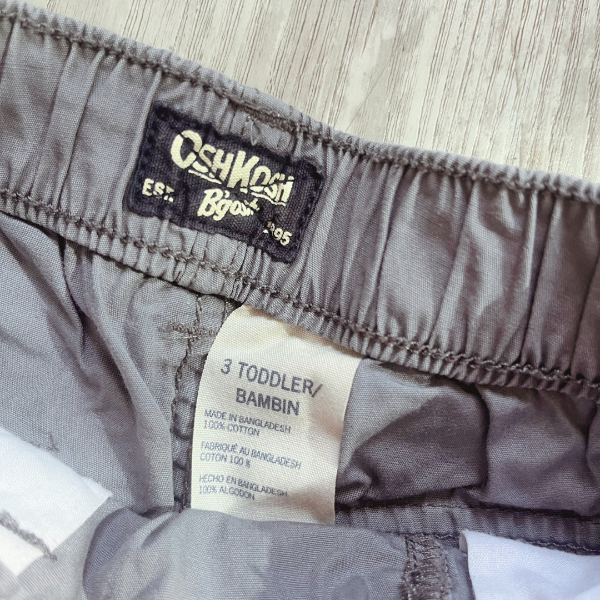 OSHKOSH
EST. B'gosh 1895
3 TODDLER/
BAMBIN
MADE IN BANGLADESH
100% COTTON
FABRIQUÉ AU BANGLADESH
COTON 100 %
HECHO EN BANGLADESH
100% ALGODON